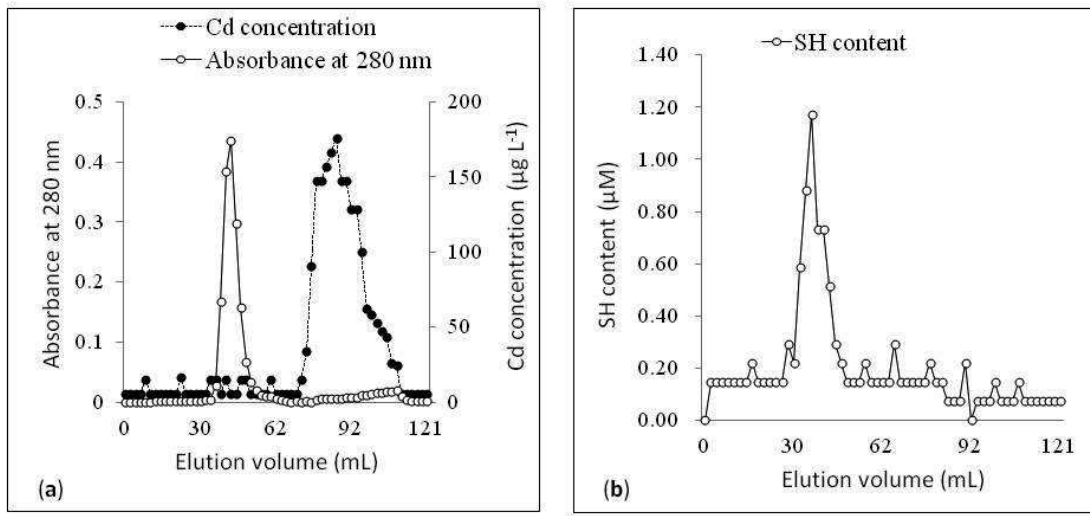 Cd concentration
Absorbance at 280 nm
0.5
0.4
0.3
0.2
0.1
0
200
150
100
50
0
0 30 62 92 121
Absorbance at 280 nm
Cd concentration (µg L⁻¹)
Elution volume (mL)
(a)
SH content
1.40
1.20
1.00
0.80
0.60
0.40
0.20
0.00
0 30 62 92 121
SH content (µM)
Elution volume (mL)
(b)